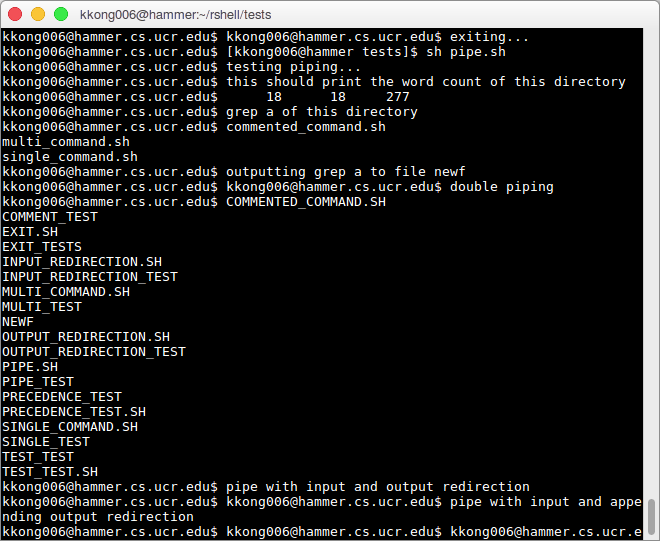 kkong006@hammer:~/rshell/tests
kkong006@hammer.cs.ucr.edu$ kkong006@hammer.cs.ucr.edu$ exiting...
kkong006@hammer.cs.ucr.edu$ [kkong006@hammer tests]$ sh pipe.sh
kkong006@hammer.cs.ucr.edu$ testing piping...
kkong006@hammer.cs.ucr.edu$ this should print the word count of this directory
kkong006@hammer.cs.ucr.edu$      18      18     277
kkong006@hammer.cs.ucr.edu$ grep a of this directory
kkong006@hammer.cs.ucr.edu$ commented_command.sh
multi_command.sh
single_command.sh
kkong006@hammer.cs.ucr.edu$ outputting grep a to file newf
kkong006@hammer.cs.ucr.edu$ kkong006@hammer.cs.ucr.edu$ double piping
kkong006@hammer.cs.ucr.edu$ COMMENTED_COMMAND.SH
COMMENT_TEST
EXIT.SH
EXIT_TESTS
INPUT_REDIRECTION.SH
INPUT_REDIRECTION_TEST
MULTI_COMMAND.SH
MULTI_TEST
NEWF
OUTPUT_REDIRECTION.SH
OUTPUT_REDIRECTION_TEST
PIPE.SH
PIPE_TEST
PRECEDENCE_TEST
PRECEDENCE_TEST.SH
SINGLE_COMMAND.SH
SINGLE_TEST
TEST_TEST
TEST_TEST.SH
kkong006@hammer.cs.ucr.edu$ pipe with input and output redirection
kkong006@hammer.cs.ucr.edu$ kkong006@hammer.cs.ucr.edu$ pipe with input and appe
nding output redirection
kkong006@hammer.cs.ucr.edu$ kkong006@hammer.cs.ucr.edu$ kkong006@hammer.cs.ucr.e